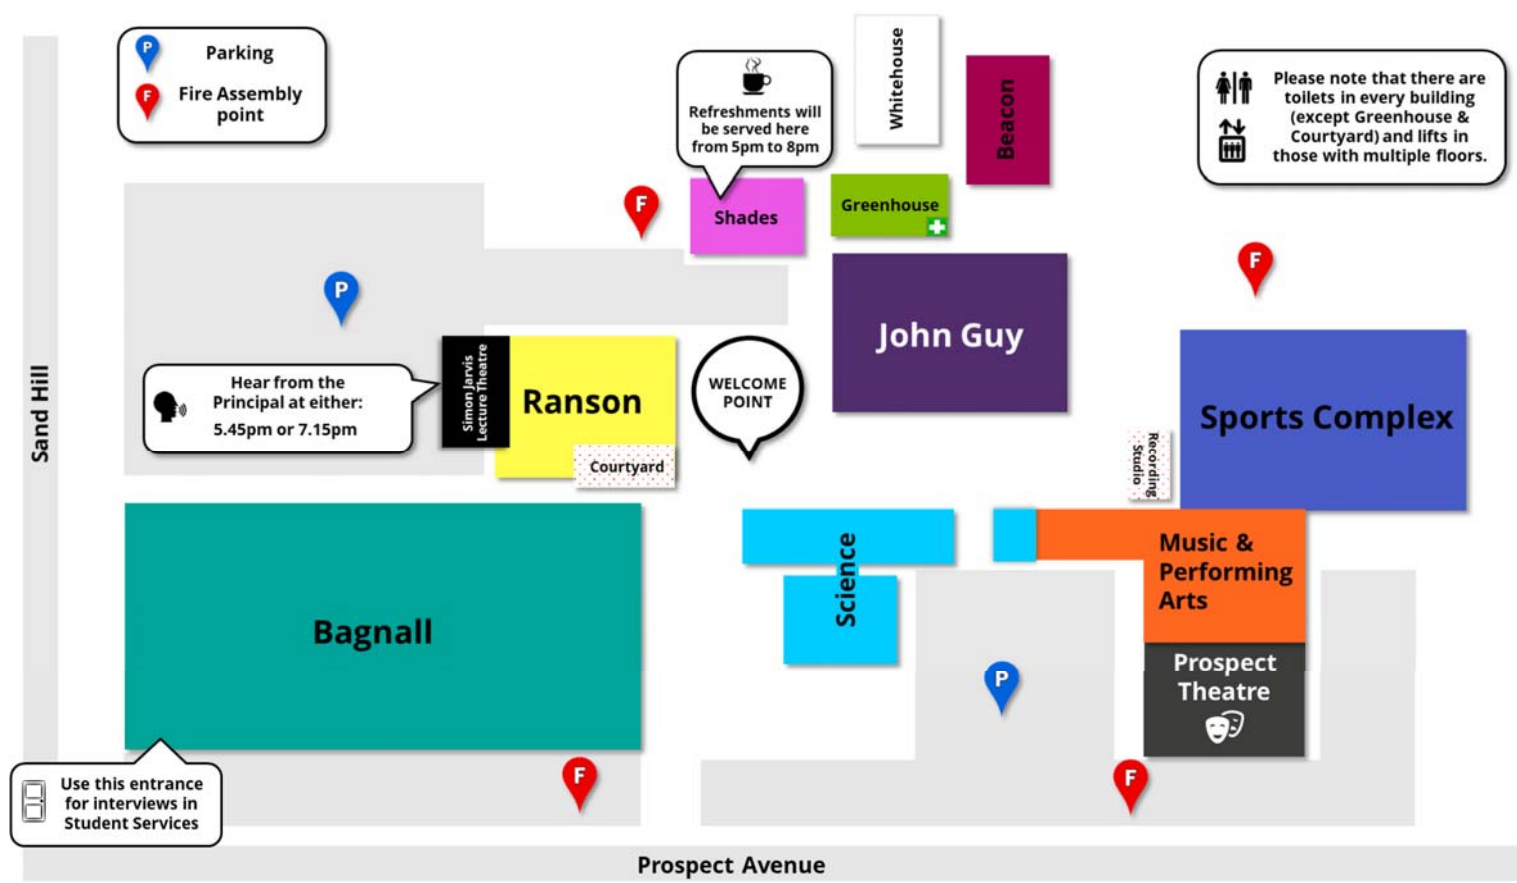 P
Parking
F
Fire Assembly
point
Refreshments will
be served here
from 5pm to 8pm
Whitehouse
Beacon
Please note that there are
toilets in every building
(except Greenhouse &
Courtyard) and lifts in
those with multiple floors.
F
Shades
Greenhouse
F
P
John Guy
Sand Hill
Hear from the
Principal at either:
5.45pm or 7.15pm
Simon Jarvis
Lecture Theatre
Ranson
Courtyard
WELCOME
POINT
Sports Complex
Recording
Studio
Bagnall
Science
Music &
Performing
Arts
P
Prospect
Theatre
Use this entrance
for interviews in
Student Services
F
F
Prospect Avenue